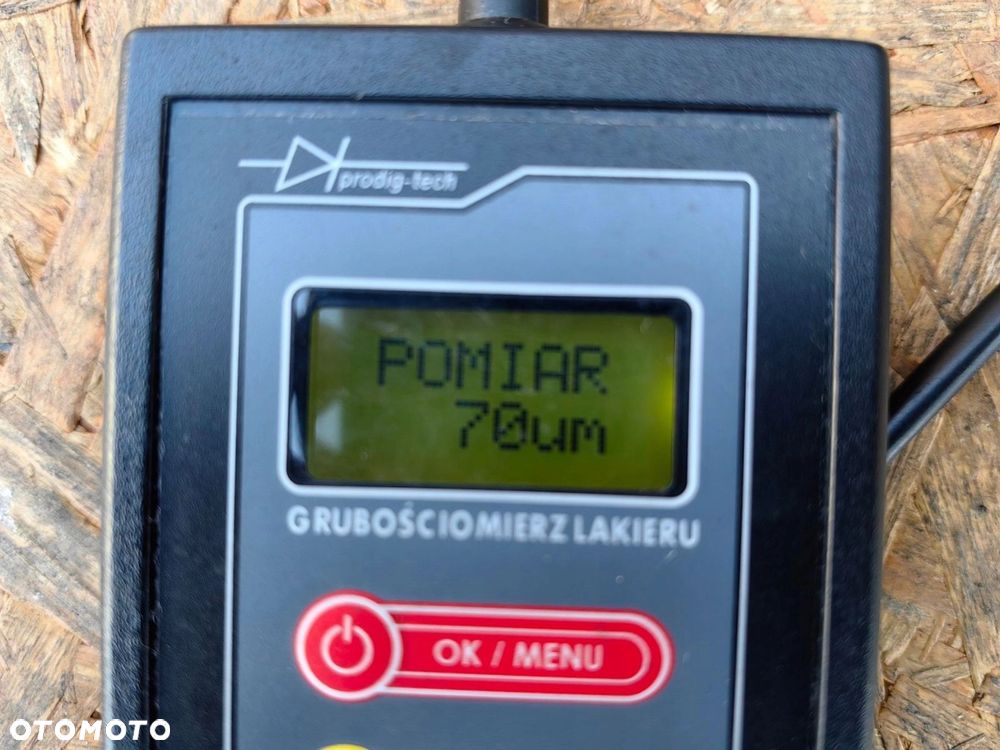 prodig-tech
POMIAR
70um
GRUBOŚCIOMIERZ LAKIERU
OK / MENU
OTOMOTO